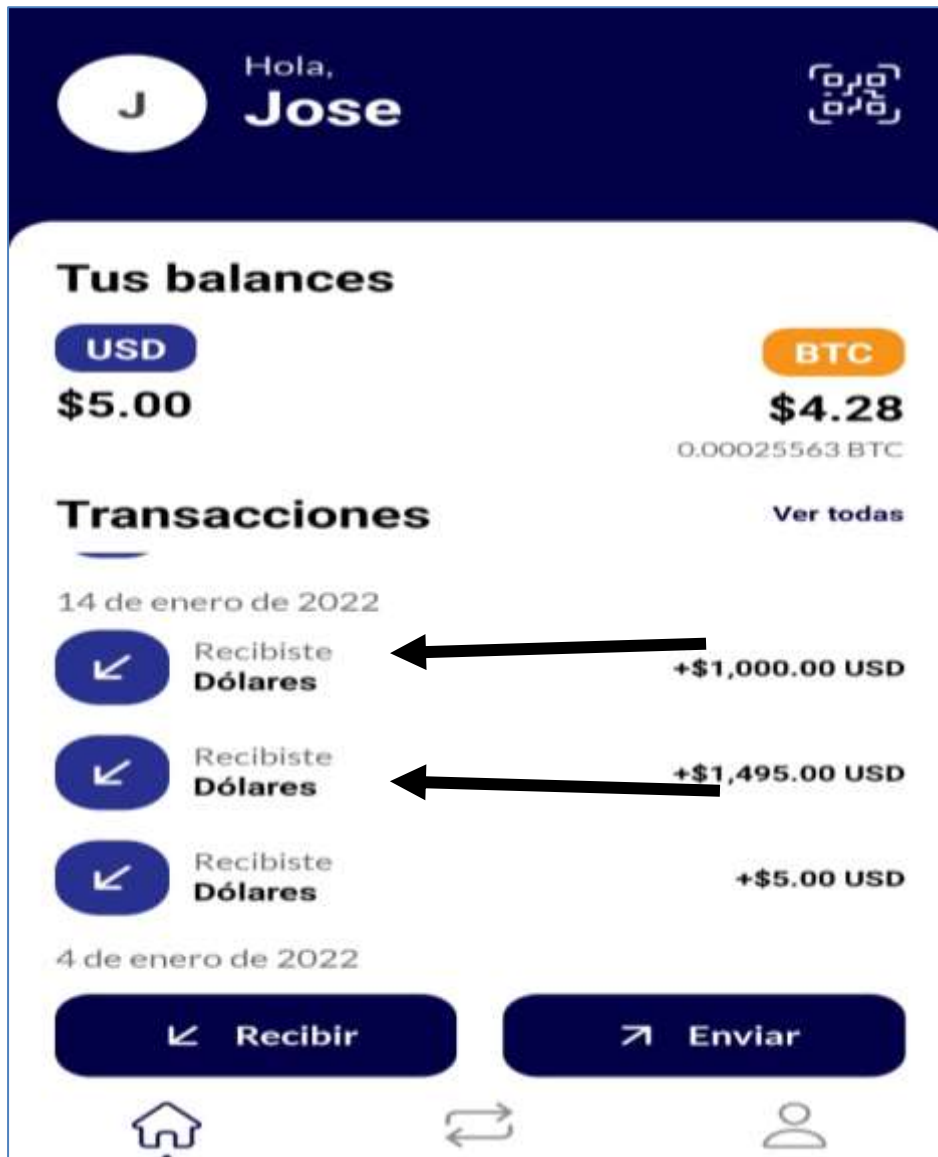 J
Hola,
Jose
Tus balances
USD
BTC
$5.00
$4.28
0.00025563 BTC
Transacciones
Ver todas
14 de enero de 2022
Recibiste
Dólares
+$1,000.00 USD
Recibiste
Dólares
+$1,495.00 USD
Recibiste
Dólares
+$5.00 USD
4 de enero de 2022
Recibir
Enviar